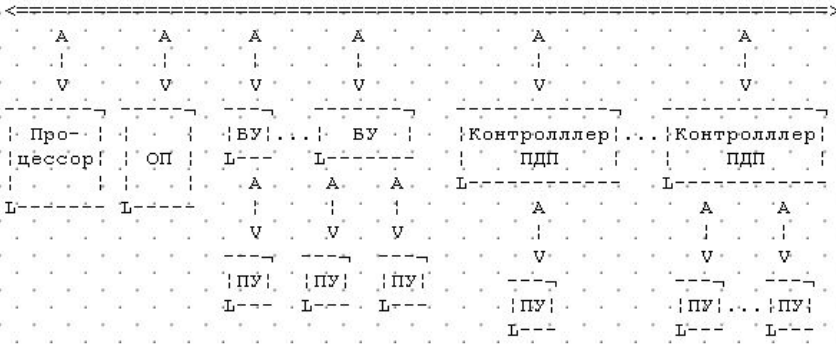 Про- БУ ... БУ Контролллер ... Контролллер
цессор ОП ПДП ПДП
ПУ ПУ ПУ
ПУ ПУ ... ПУ